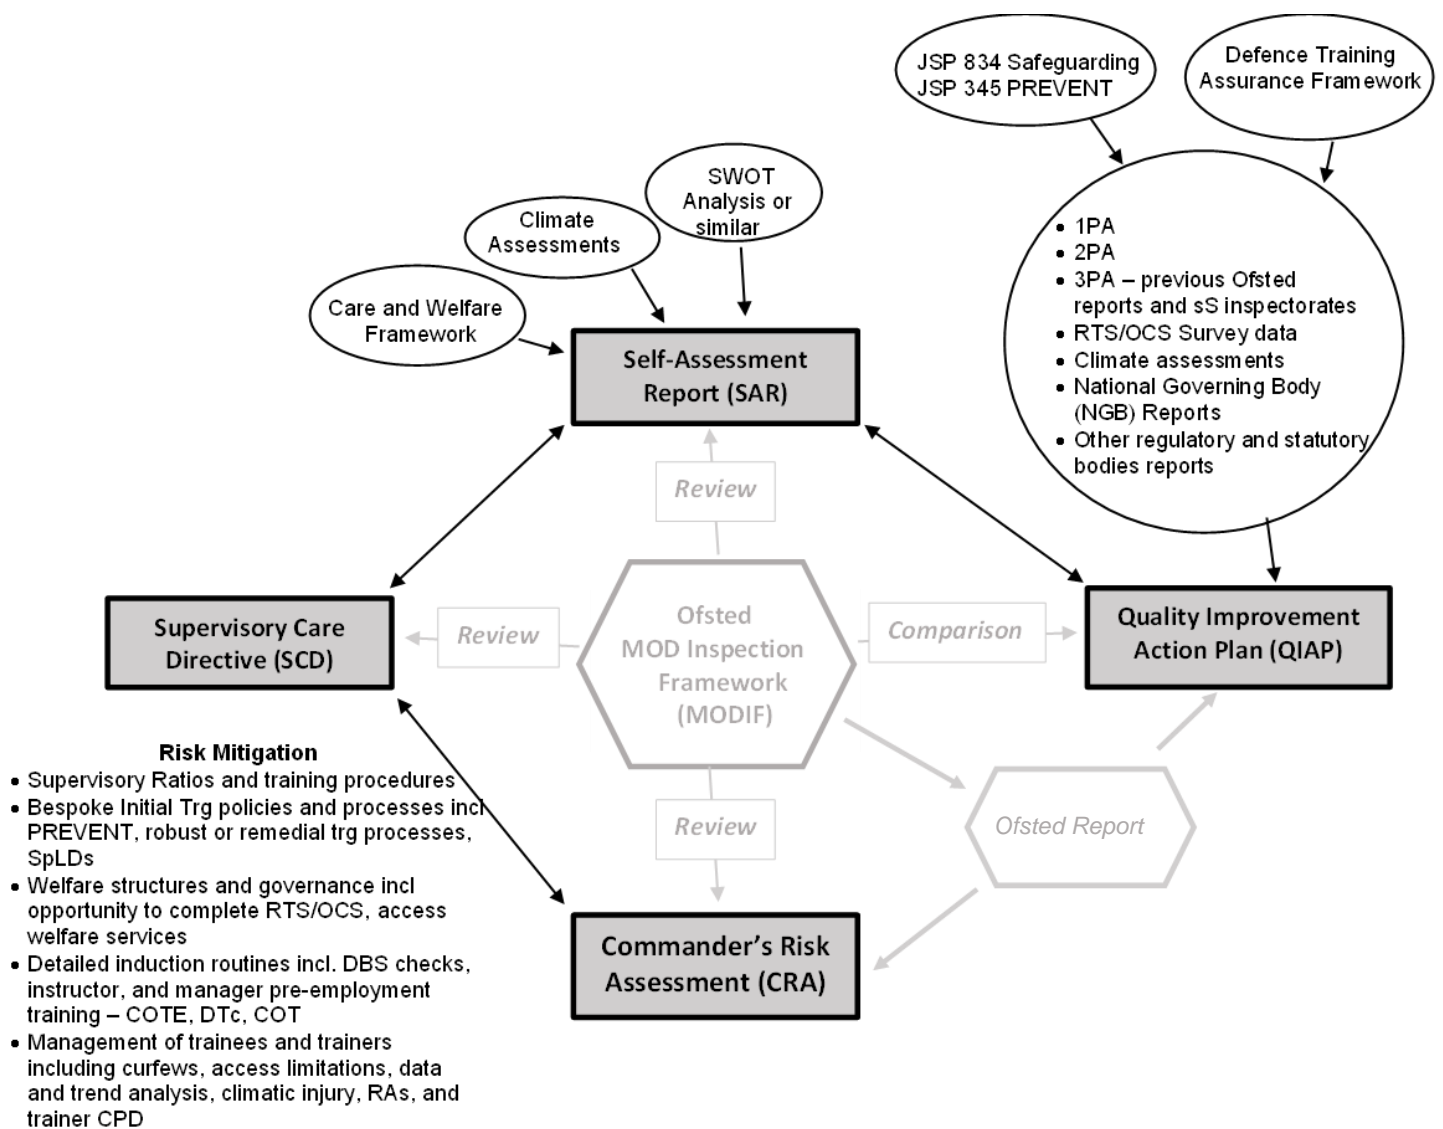 JSP 834 Safeguarding
JSP 345 PREVENT
Defence Training
Assurance Framework
SWOT
Analysis or
similar
Climate
Assessments
Care and Welfare
Framework
• 1PA
• 2PA
• 3PA – previous Ofsted
reports and sS inspectorates
• RTS/OCS Survey data
• Climate assessments
• National Governing Body
(NGB) Reports
• Other regulatory and statutory
bodies reports
Self-Assessment
Report (SAR)
Review
Supervisory Care
Directive (SCD)
Review
Ofsted
MOD Inspection
Framework
(MODIF)
Comparison
Quality Improvement
Action Plan (QIAP)
Review
Ofsted Report
Commander's Risk
Assessment (CRA)
Risk Mitigation
• Supervisory Ratios and training procedures
• Bespoke Initial Trg policies and processes incl
PREVENT, robust or remedial trg processes,
SpLDs
• Welfare structures and governance incl
opportunity to complete RTS/OCS, access
welfare services
• Detailed induction routines incl. DBS checks,
instructor, and manager pre-employment
training – COTE, DTc, COT
• Management of trainees and trainers
including curfews, access limitations, data
and trend analysis, climatic injury, RAs, and
trainer CPD